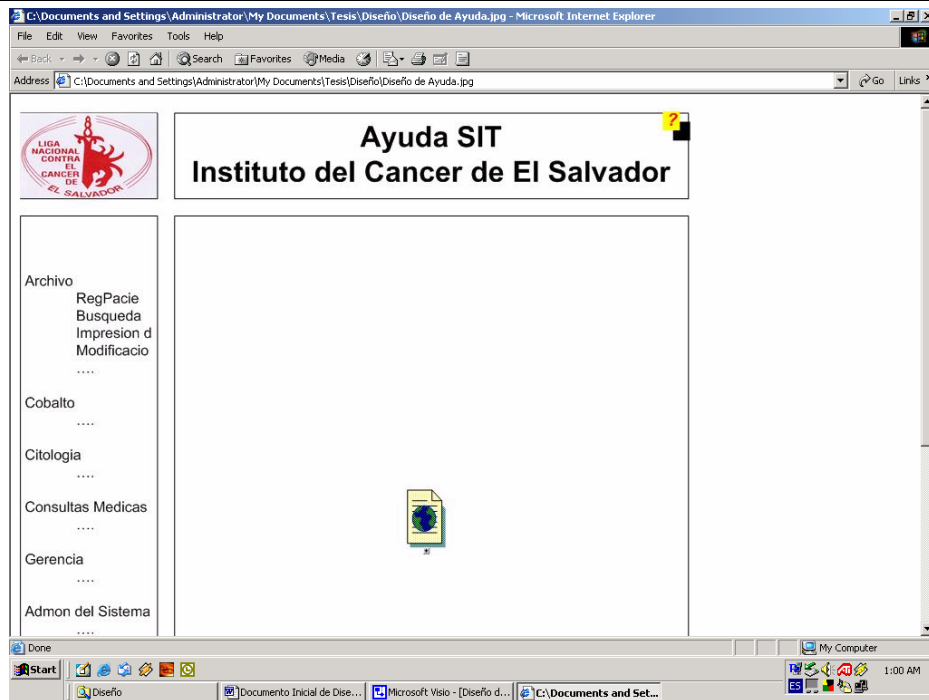 C:\Documents and Settings\Administrator\My Documents\Tesis\Diseño\Diseño de Ayuda.jpg - Microsoft Internet Explorer
File Edit View Favorites Tools Help
Back Search Favorites Media
Address C:\Documents and Settings\Administrator\My Documents\Tesis\Diseño\Diseño de Ayuda.jpg Go Links
LIGA
NACIONAL
CONTRA
EL
CANCER
DE
EL SALVADOR
?
Ayuda SIT
Instituto del Cancer de El Salvador
Archivo
RegPacie
Busqueda
Impresion d
Modificacio
....
Cobalto
....
Citologia
....
Consultas Medicas
....
Gerencia
....
Admon del Sistema
....
Done My Computer
Start 1:00 AM
Diseño Documento Inicial de Dise... Microsoft Visio - [Diseño d... C:\Documents and Set... ES